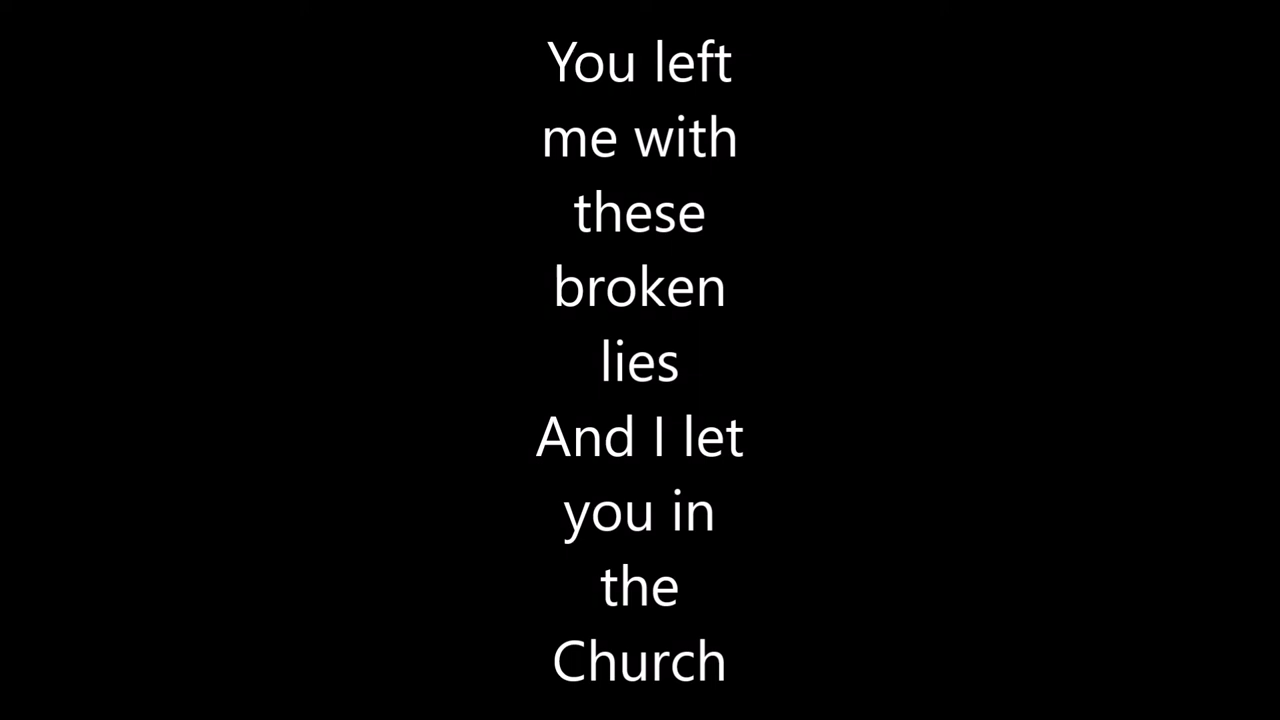 You left
me with
these
broken
lies
And I let
you in
the
Church